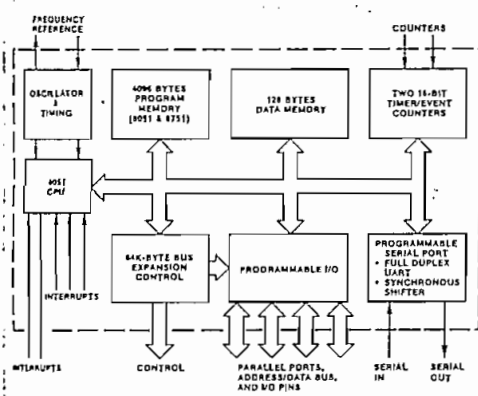 FREQUENCY
REFERENCE
COUNTERS
OSCILLATOR
&
TIMING
4096 BYTES
PROGRAM
MEMORY
(8051 & 8751)
128 BYTES
DATA MEMORY
TWO 16-BIT
TIMER/EVENT
COUNTERS
8051
CPU
64K-BYTE BUS
EXPANSION
CONTROL
PROGRAMMABLE I/O
PROGRAMMABLE
SERIAL PORT
• FULL DUPLEX
UART
• SYNCHRONOUS
SHIFTER
INTERRUPTS
INTERRUPTS
CONTROL
PARALLEL PORTS,
ADDRESS/DATA BUS,
AND I/O PINS
SERIAL
IN
SERIAL
OUT